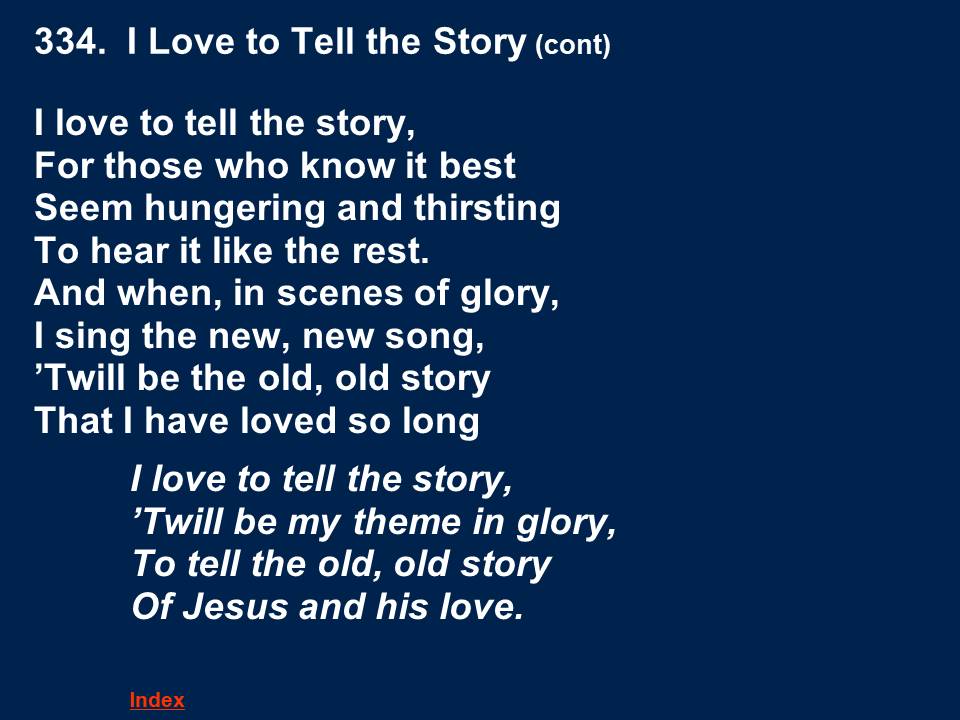 334.  I Love to Tell the Story (cont)
I love to tell the story,
For those who know it best
Seem hungering and thirsting
To hear it like the rest.
And when, in scenes of glory,
I sing the new, new song,
’Twill be the old, old story
That I have loved so long
I love to tell the story,
’Twill be my theme in glory,
To tell the old, old story
Of Jesus and his love.
Index